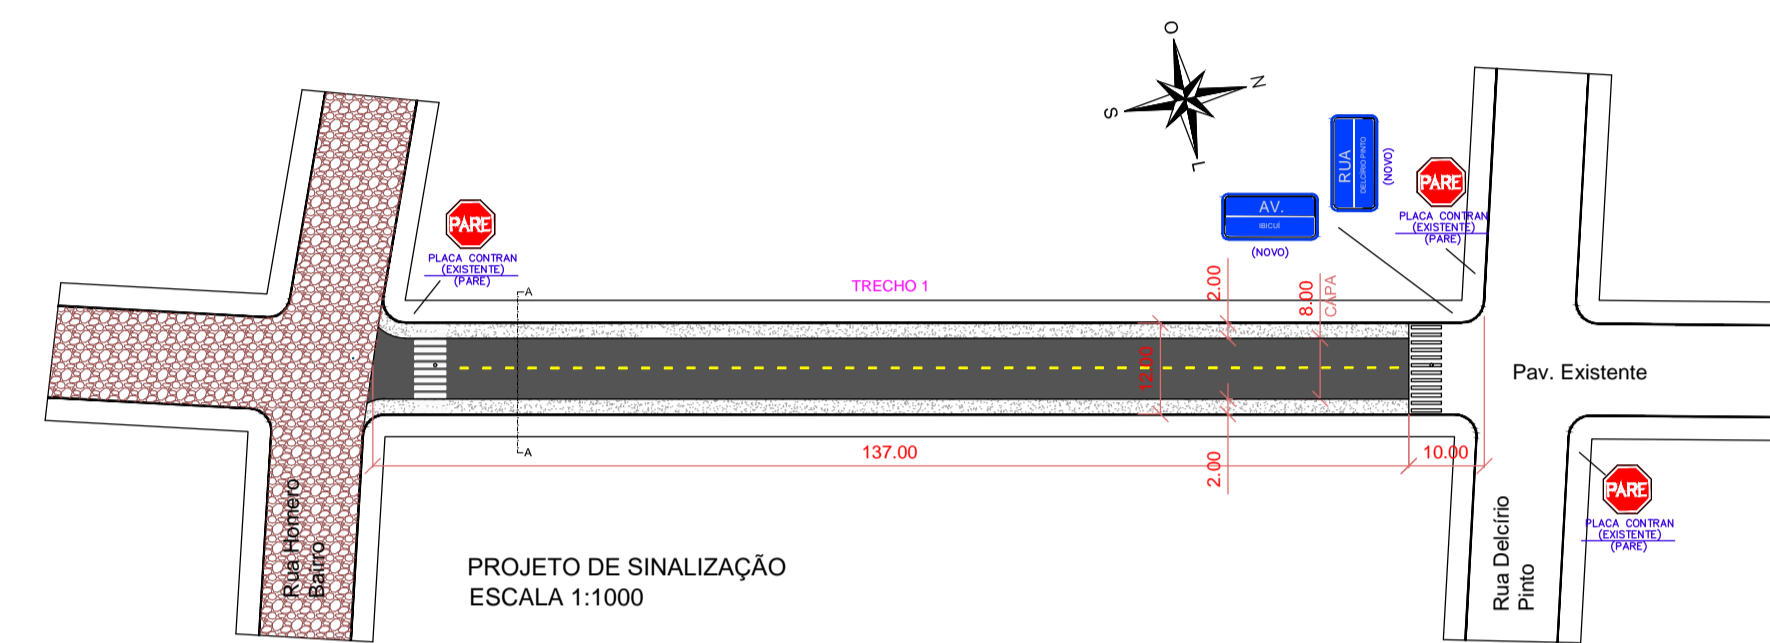 O
N
S
L
RUA
DELCÍRIO PINTO
(NOVO)
AV.
IBICUÍ
(NOVO)
PARE
PLACA CONTRAN
(EXISTENTE)
(PARE)
PARE
PLACA CONTRAN
(EXISTENTE)
(PARE)
A
TRECHO 1
2.00
8.00
CAPA
12.00
Pav. Existente
A
137.00
2.00
10.00
PARE
PLACA CONTRAN
(EXISTENTE)
(PARE)
Rua Homero
Bairro
Rua Delcírio
Pinto
PROJETO DE SINALIZAÇÃO
ESCALA 1:1000